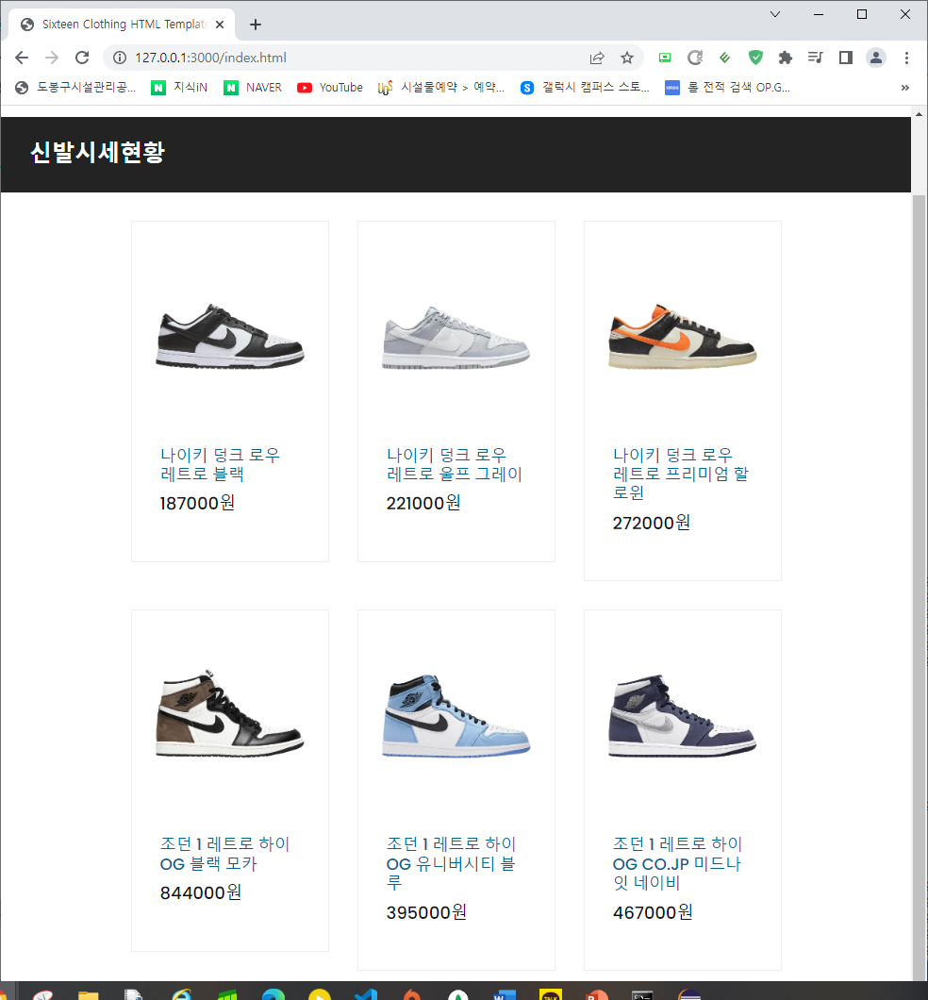 Sixteen Clothing HTML Template
127.0.0.1:3000/index.html
도봉구시설관리공...
지식iN
NAVER
YouTube
시설물예약 > 예약...
갤럭시 캠퍼스 스토...
롤 전적 검색 OP.G...
신발시세현황
나이키 덩크 로우
레트로 블랙
187000원
나이키 덩크 로우
레트로 울프 그레이
221000원
나이키 덩크 로우
레트로 프리미엄 할
로윈
272000원
조던 1 레트로 하이
OG 블랙 모카
844000원
조던 1 레트로 하이
OG 유니버시티 블
루
395000원
조던 1 레트로 하이
OG CO.JP 미드나
잇 네이비
467000원